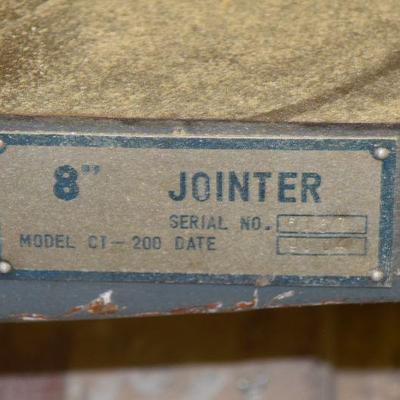 8" JOINTER
SERIAL NO.
MODEL CT-200 DATE